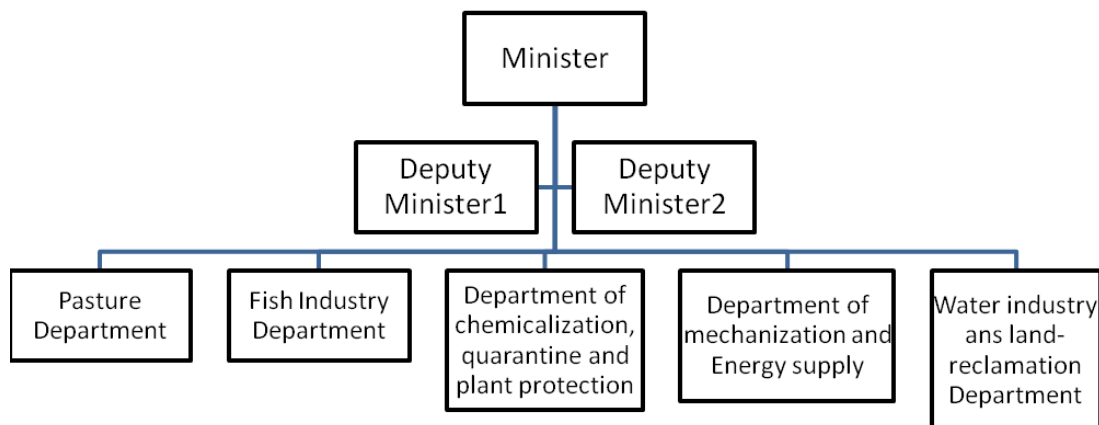 Minister
Deputy
Minister1
Deputy
Minister2
Pasture
Department
Fish Industry
Department
Department of
chemicalization,
quarantine and
plant protection
Department of
mechanization and
Energy supply
Water industry
ans land-
reclamation
Department